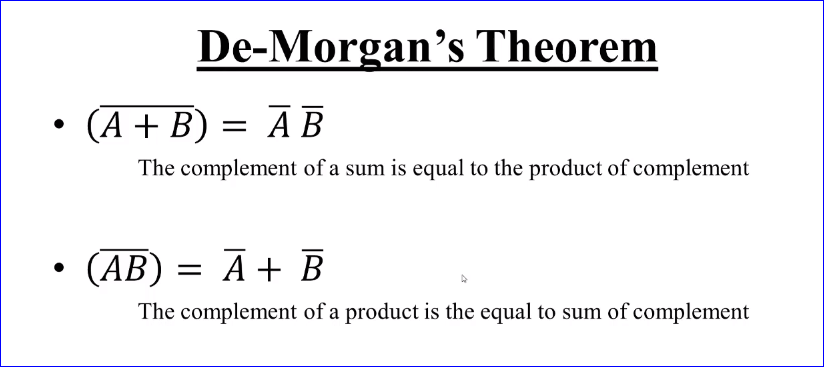 De-Morgan’s Theorem
• (\overline{A + B}) = \overline{A} \overline{B}
The complement of a sum is equal to the product of complement
• (\overline{AB}) = \overline{A} + \overline{B}
The complement of a product is the equal to sum of complement